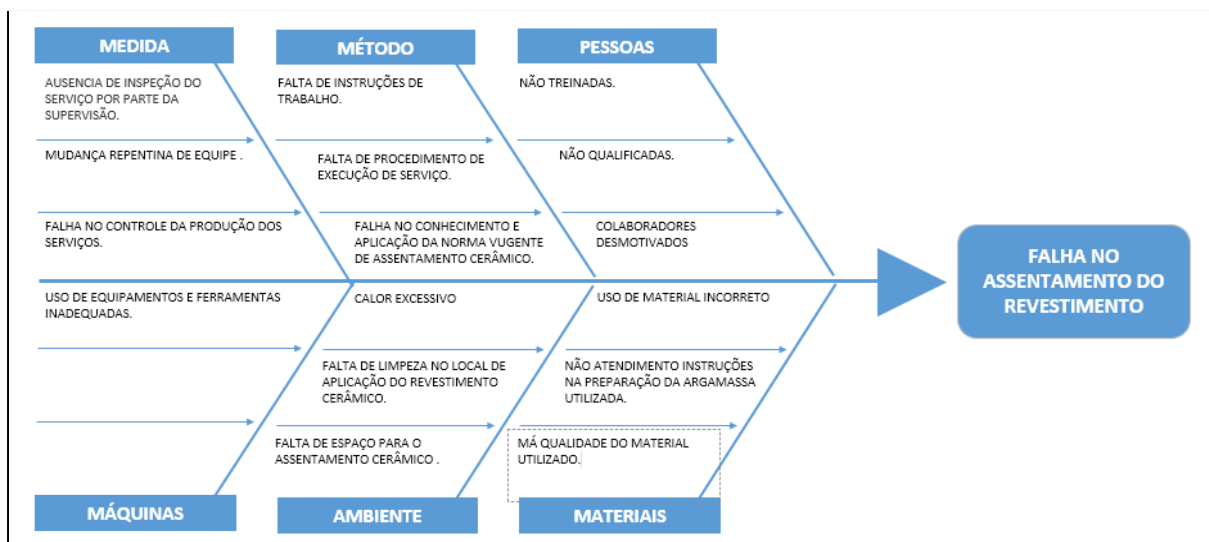 MEDIDA
MÉTODO
PESSOAS
AUSENCIA DE INSPEÇÃO DO
SERVIÇO POR PARTE DA
SUPERVISÃO.
FALTA DE INSTRUÇÕES DE
TRABALHO.
NÃO TREINADAS.
MUDANÇA REPENTINA DE EQUIPE .
FALTA DE PROCEDIMENTO DE
EXECUÇÃO DE SERVIÇO.
NÃO QUALIFICADAS.
FALHA NO CONTROLE DA PRODUÇÃO DOS
SERVIÇOS.
FALHA NO CONHECIMENTO E
APLICAÇÃO DA NORMA VUGENTE
DE ASSENTAMENTO CERÂMICO.
COLABORADORES
DESMOTIVADOS
FALHA NO
ASSENTAMENTO DO
REVESTIMENTO
USO DE EQUIPAMENTOS E FERRAMENTAS
INADEQUADAS.
CALOR EXCESSIVO
USO DE MATERIAL INCORRETO
FALTA DE LIMPEZA NO LOCAL DE
APLICAÇÃO DO REVESTIMENTO
CERÂMICO.
NÃO ATENDIMENTO INSTRUÇÕES
NA PREPARAÇÃO DA ARGAMASSA
UTILIZADA.
FALTA DE ESPAÇO PARA O
ASSENTAMENTO CERÂMICO .
MÁ QUALIDADE DO MATERIAL
UTILIZADO.
MÁQUINAS
AMBIENTE
MATERIAIS